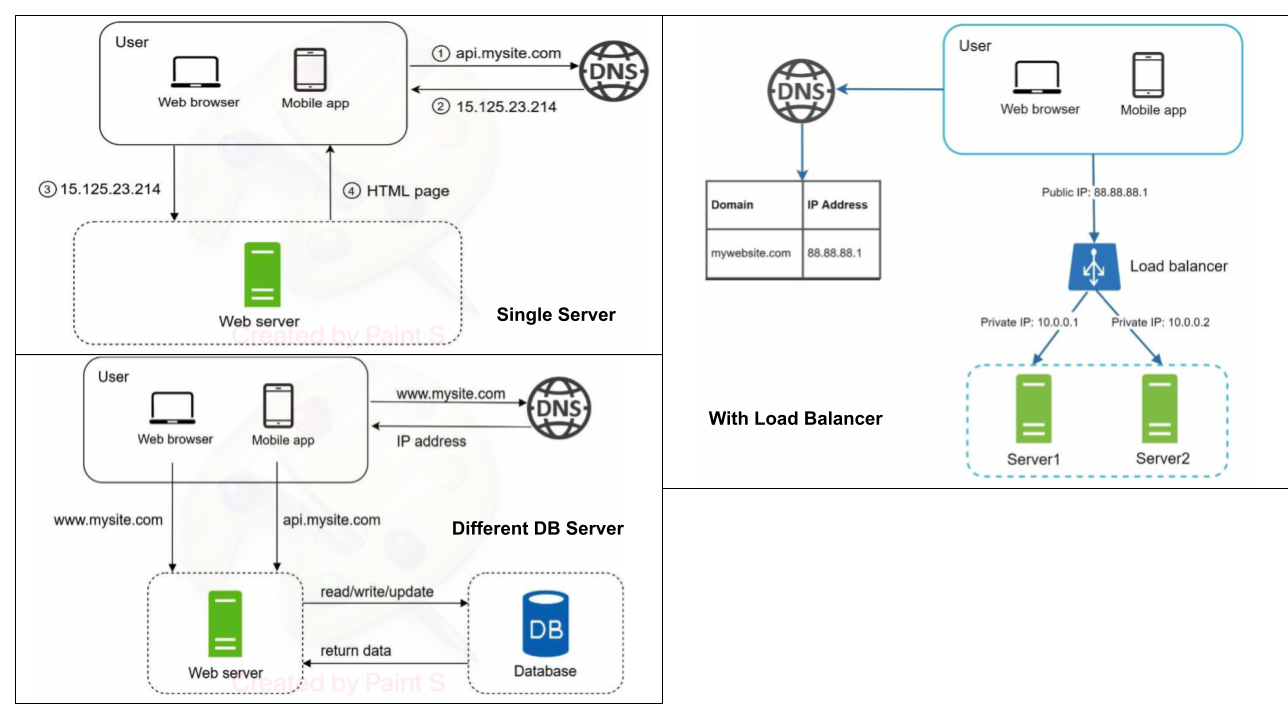 User
Web browser
Mobile app
① api.mysite.com
DNS
② 15.125.23.214
③ 15.125.23.214
④ HTML page
Web server
Single Server
Created by Paint S
User
Web browser
Mobile app
www.mysite.com
DNS
IP address
www.mysite.com
api.mysite.com
Different DB Server
read/write/update
DB
return data
Web server
Database
Created by Paint S
User
DNS
Web browser
Mobile app
Public IP: 88.88.88.1
Domain IP Address
mywebsite.com 88.88.88.1
Load balancer
Private IP: 10.0.0.1
Private IP: 10.0.0.2
With Load Balancer
Server1
Server2